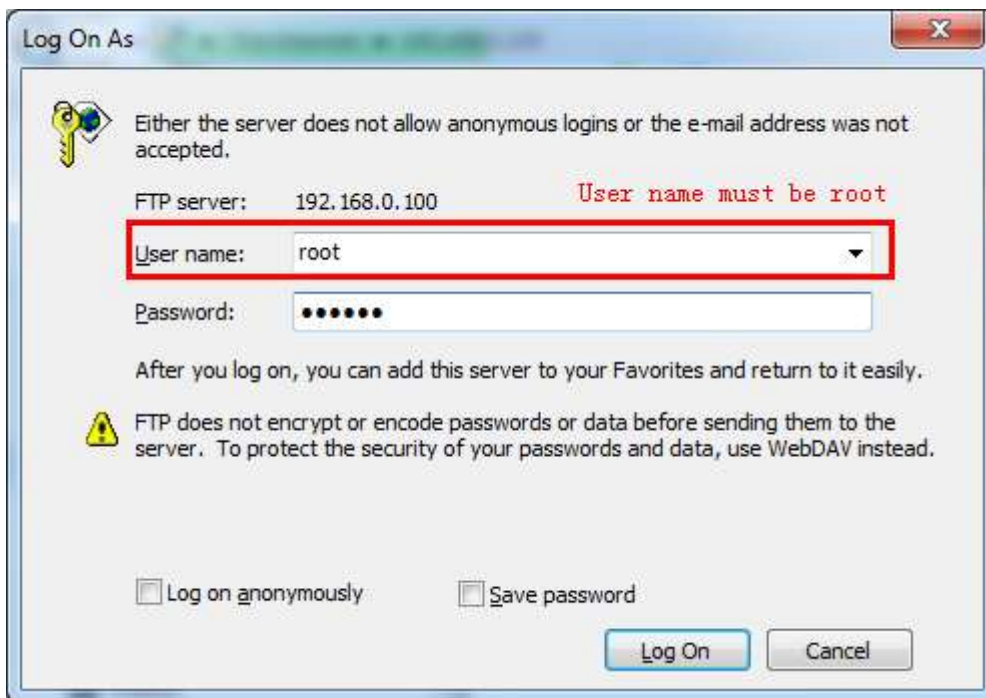 Log On As
Either the server does not allow anonymous logins or the e-mail address was not
accepted.
FTP server: 192.168.0.100 User name must be root
User name: root
Password: ••••••
After you log on, you can add this server to your Favorites and return to it easily.
FTP does not encrypt or encode passwords or data before sending them to the
server. To protect the security of your passwords and data, use WebDAV instead.
Log on anonymously Save password
Log On Cancel